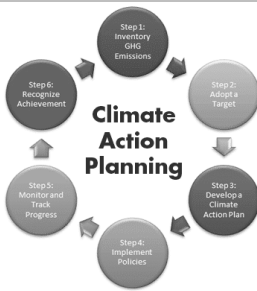 Step 1:
Inventory
GHG
Emissions
Step 2:
Adopt a
Target
Step 3:
Develop a
Climate
Action Plan
Step 4:
Implement
Policies
Step 5:
Monitor and
Track
Progress
Step 6:
Recognize
Achievement
Climate
Action
Planning